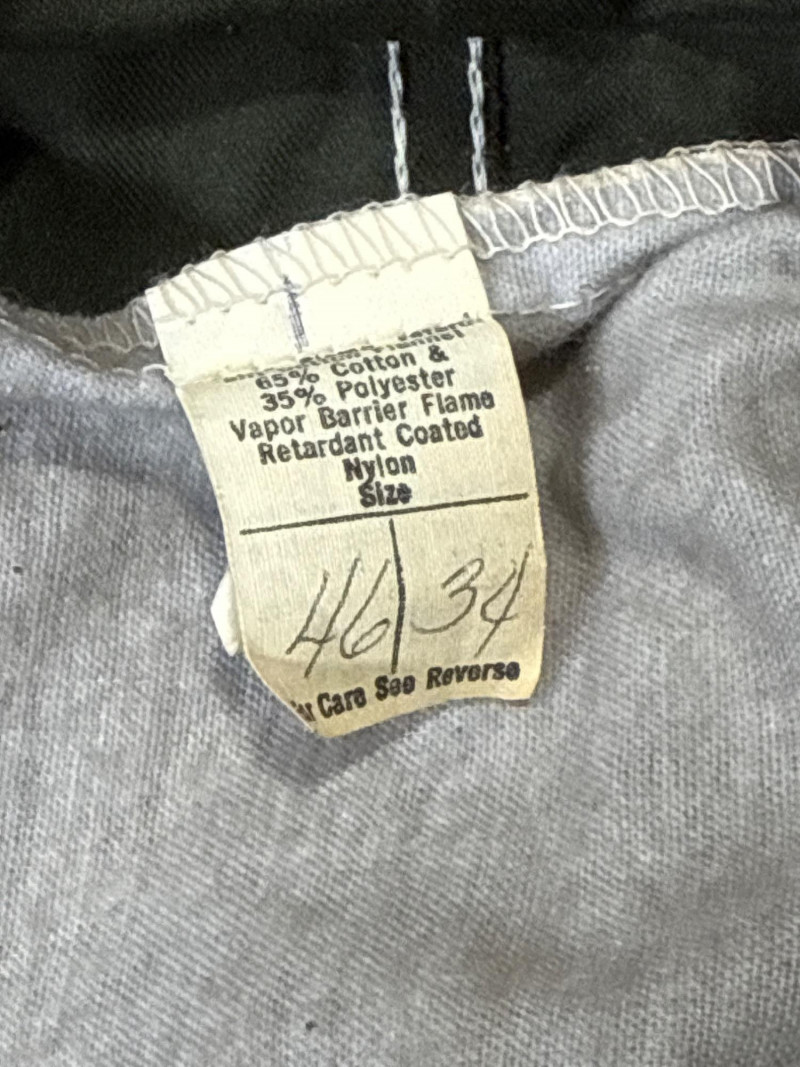 65% Cotton &
35% Polyester
Vapor Barrier Flame
Retardant Coated
Nylon
Size
46 34
Care See Reverse